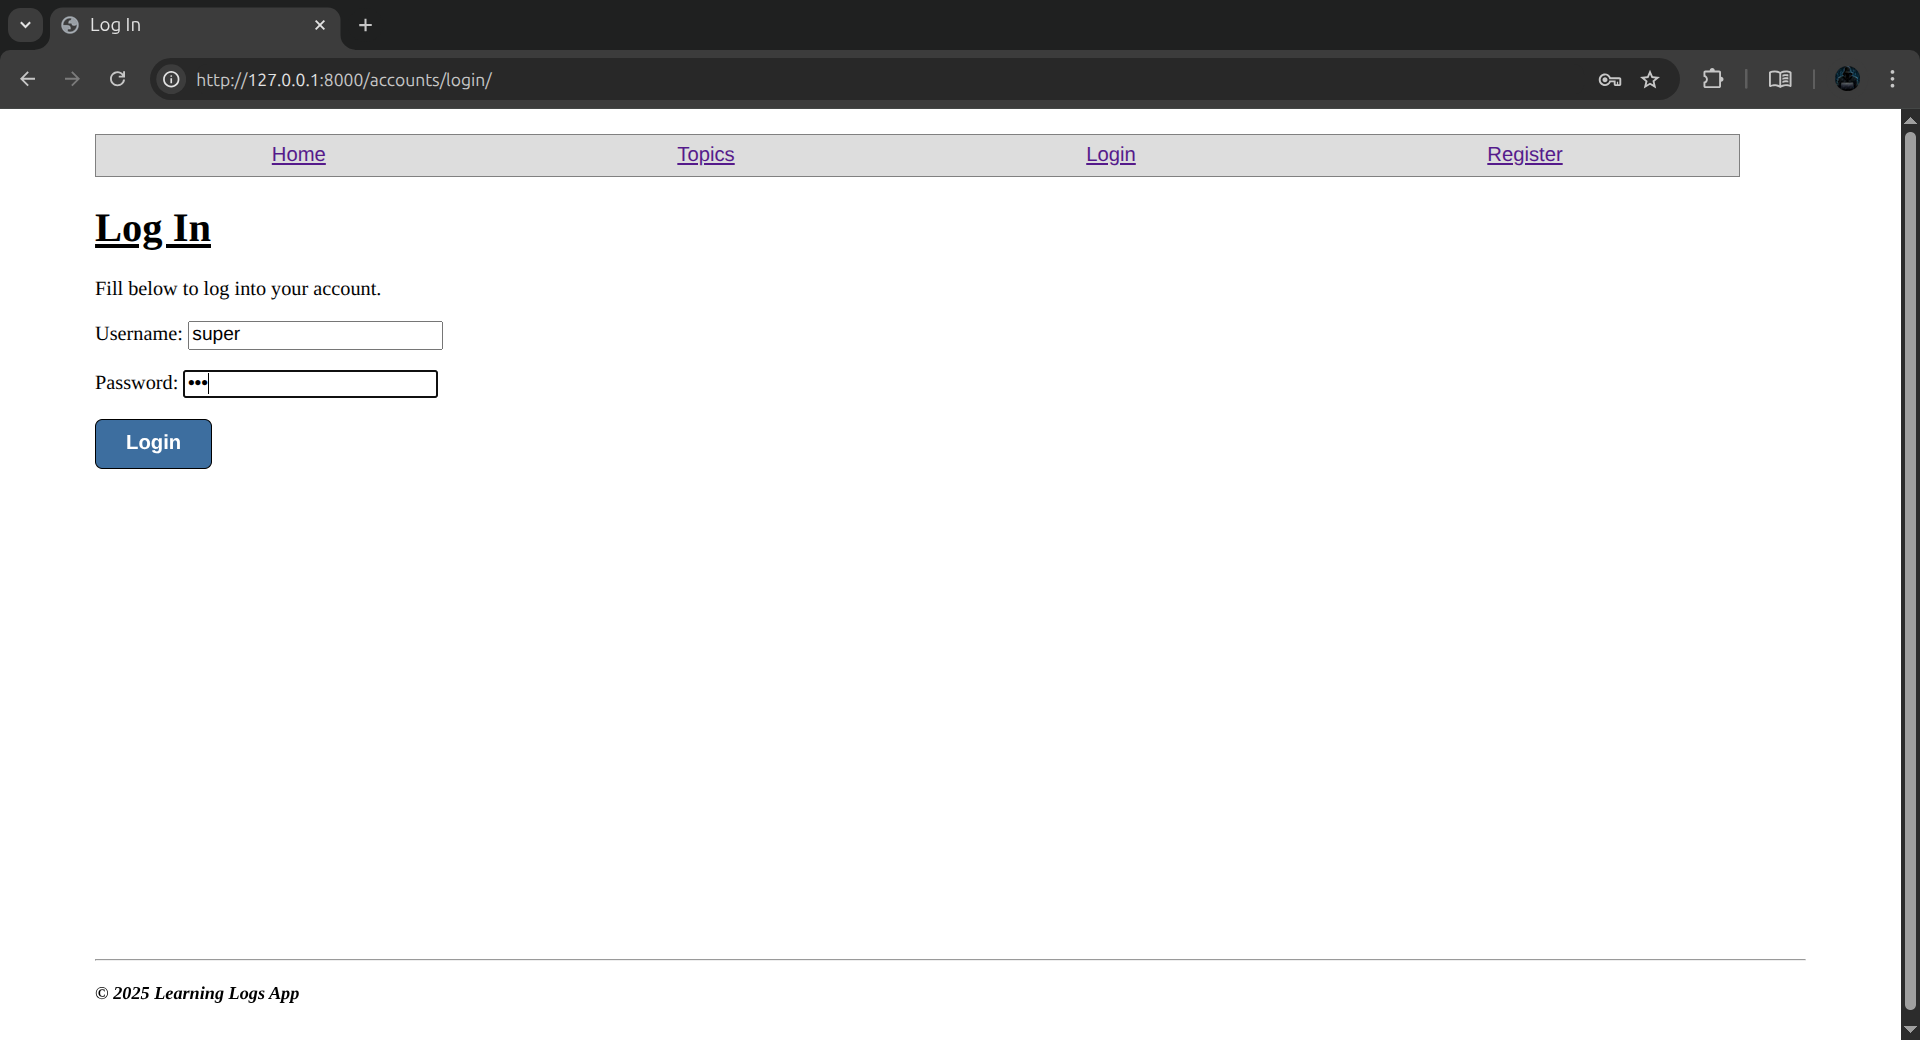 Log In
http://127.0.0.1:8000/accounts/login/
Home Topics Login Register
Log In
Fill below to log into your account.
Username: super
Password: •••
Login
© 2025 Learning Logs App